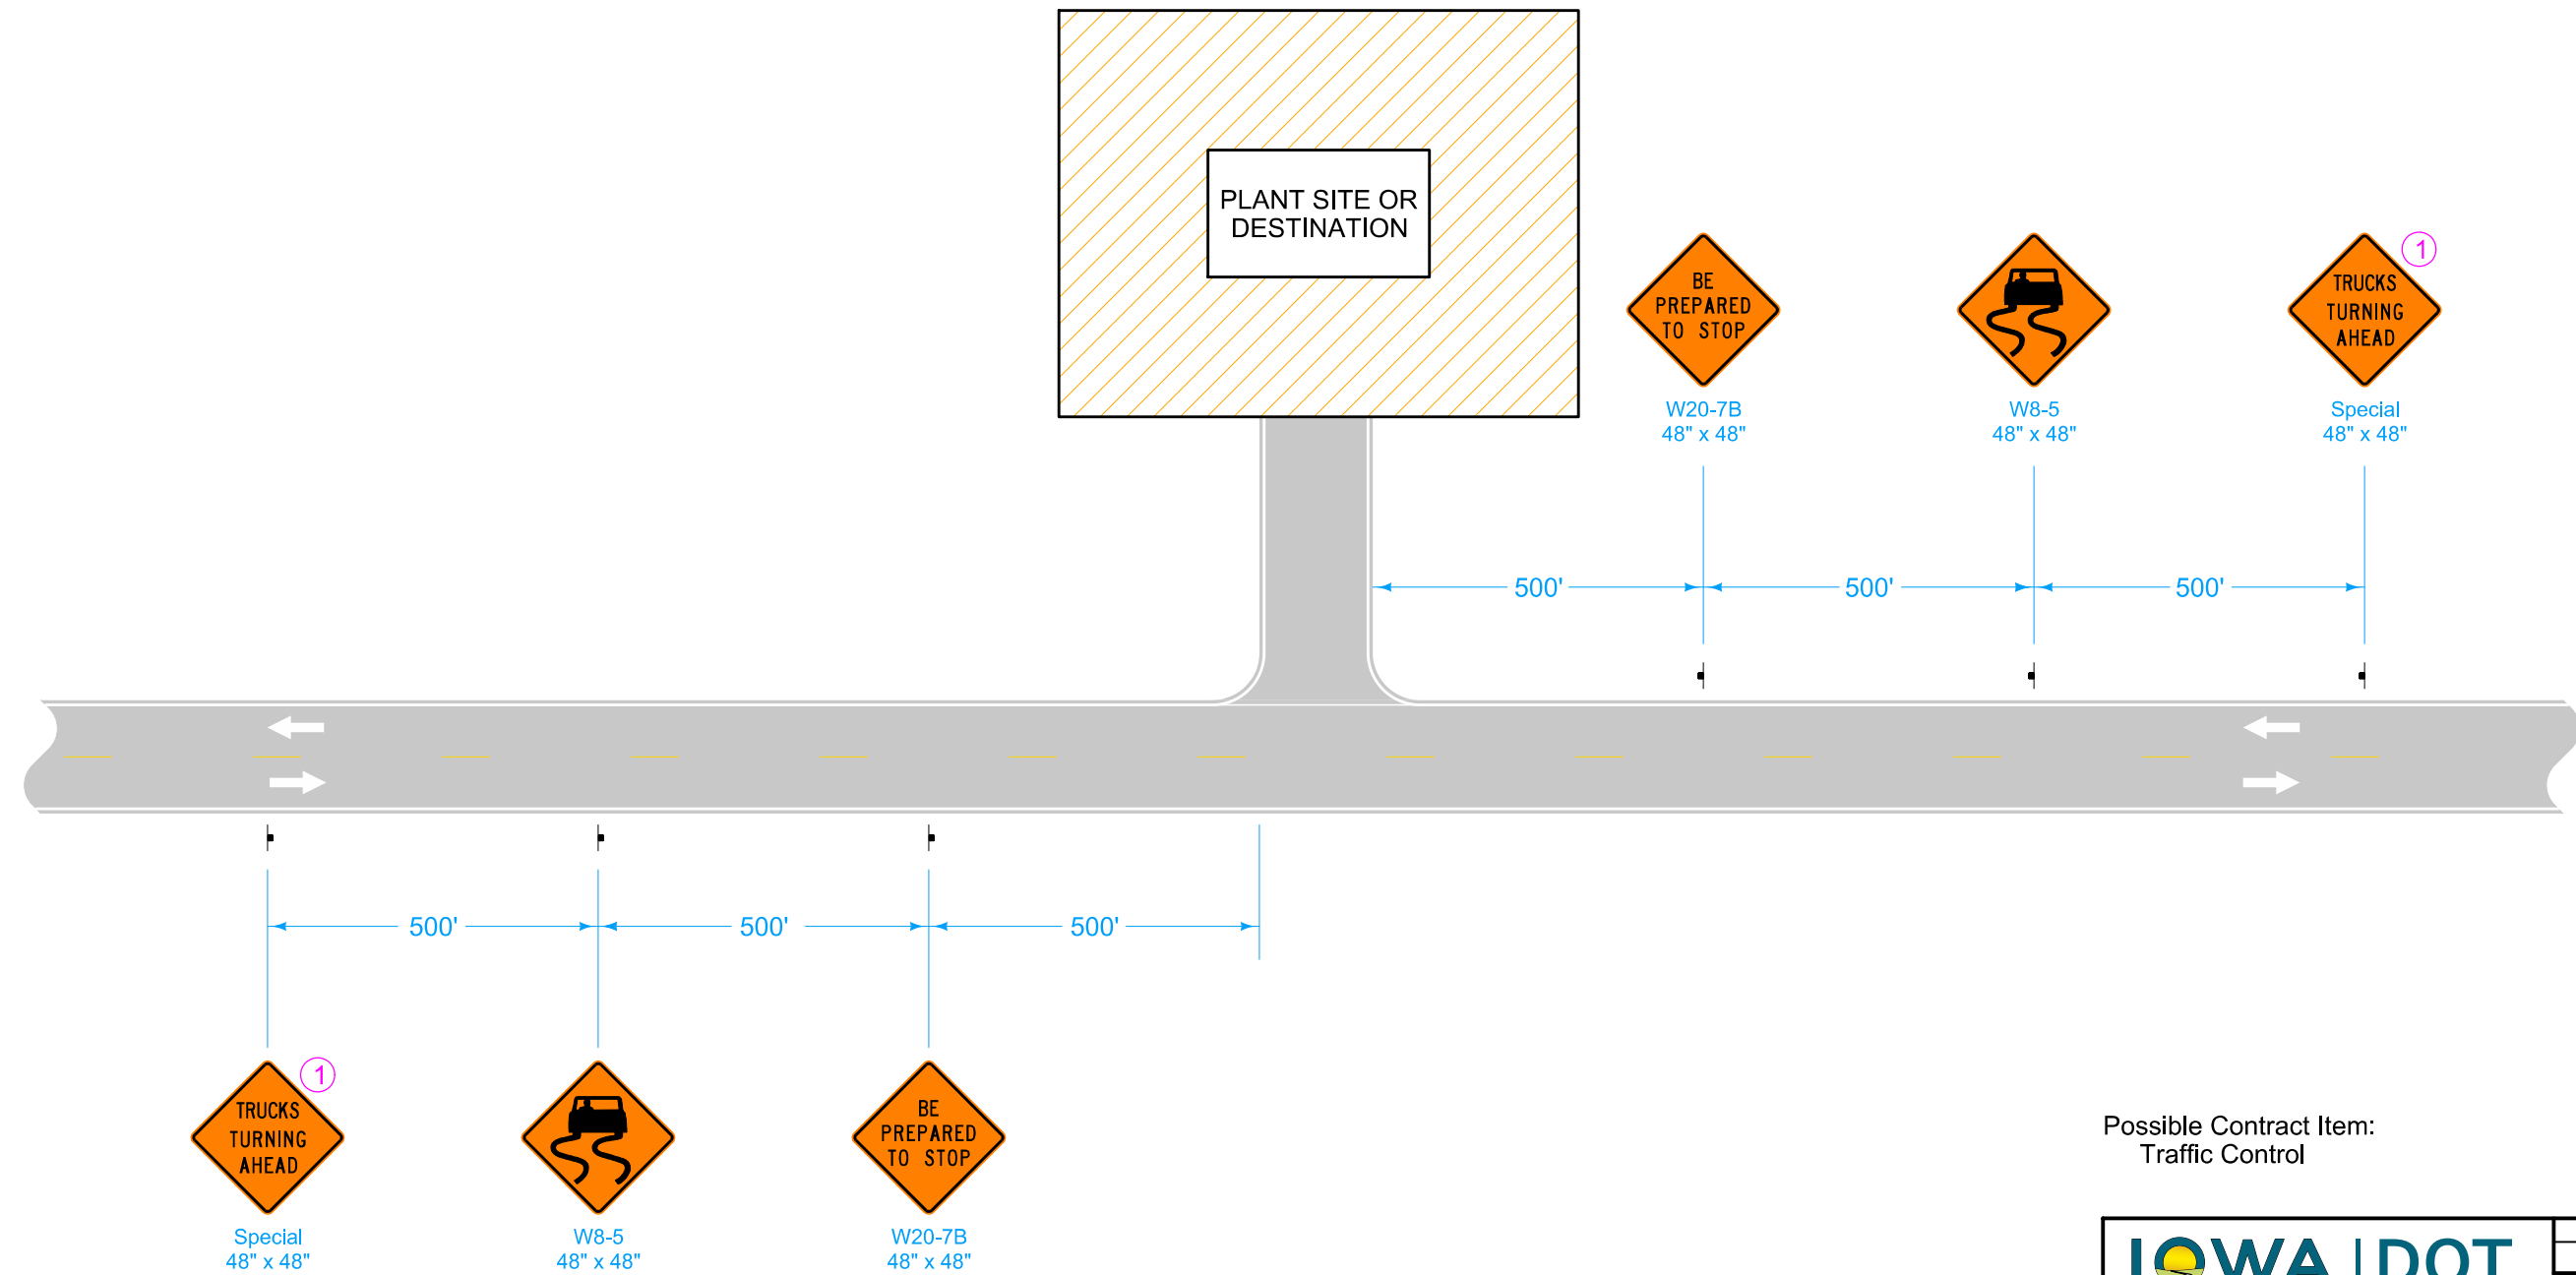 PLANT SITE OR
DESTINATION
BE
PREPARED
TO STOP
W20-7B
48" x 48"
W8-5
48" x 48"
1
TRUCKS
TURNING
AHEAD
Special
48" x 48"
500'
500'
500'
500'
500'
500'
1
TRUCKS
TURNING
AHEAD
Special
48" x 48"
W8-5
48" x 48"
BE
PREPARED
TO STOP
W20-7B
48" x 48"
Possible Contract Item:
Traffic Control
IOWA | DOT